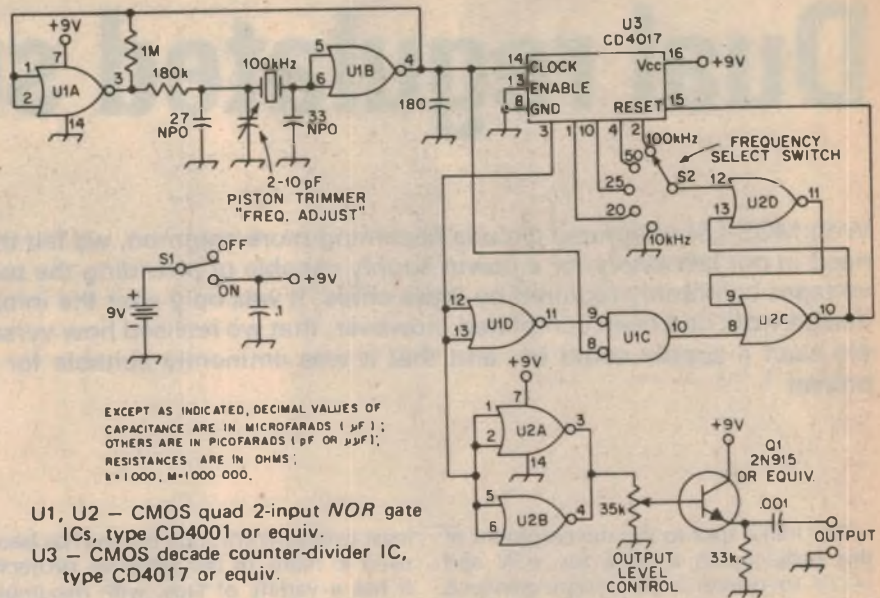 +9V
7
1
2
U1A
3
14
1M
180k
27
NPO
100kHz
33
NPO
2-10 pF
PISTON TRIMMER
"FREQ. ADJUST"
5
6
U1B
4
180
U3
CD4017
14 CLOCK
13 ENABLE
8 GND
Vcc 16
+9V
RESET 15
3 1 10 4 2
100kHz
50
25
20
10kHz
FREQUENCY
SELECT SWITCH
S2
12
13
U2D
11
S1
OFF
ON
+9V
+
9V
.1
12
13
U1D
11
9
8
U1C
10
9
8
U2C
10
+9V
7
1
2
U2A
3
14
5
6
U2B
4
35k
OUTPUT
LEVEL
CONTROL
+9V
Q1
2N915
OR EQUIV.
.001
OUTPUT
33k
EXCEPT AS INDICATED, DECIMAL VALUES OF
CAPACITANCE ARE IN MICROFARADS ( µF );
OTHERS ARE IN PICOFARADS ( pF OR µµF);
RESISTANCES ARE IN OHMS;
k=1000, M=1000 000.
U1, U2 – CMOS quad 2-input NOR gate
ICs, type CD4001 or equiv.
U3 – CMOS decade counter-divider IC,
type CD4017 or equiv.